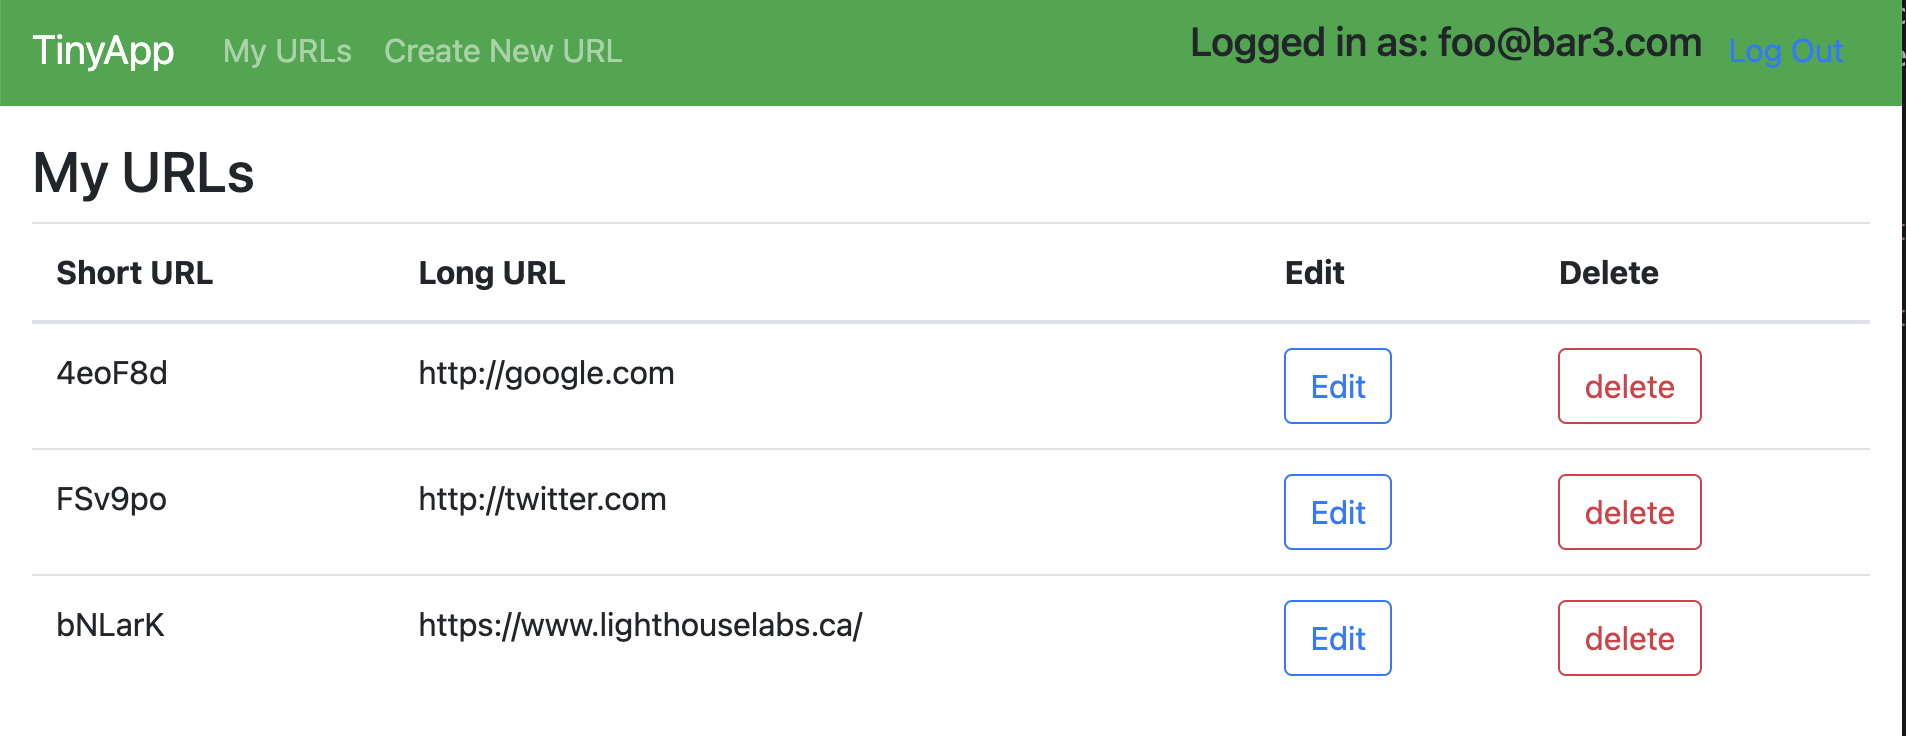 TinyApp My URLs Create New URL Logged in as: foo@bar3.com Log Out
My URLs
Short URL Long URL Edit Delete
4eoF8d http://google.com Edit delete
FSv9po http://twitter.com Edit delete
bNLarK https://www.lighthouselabs.ca/ Edit delete